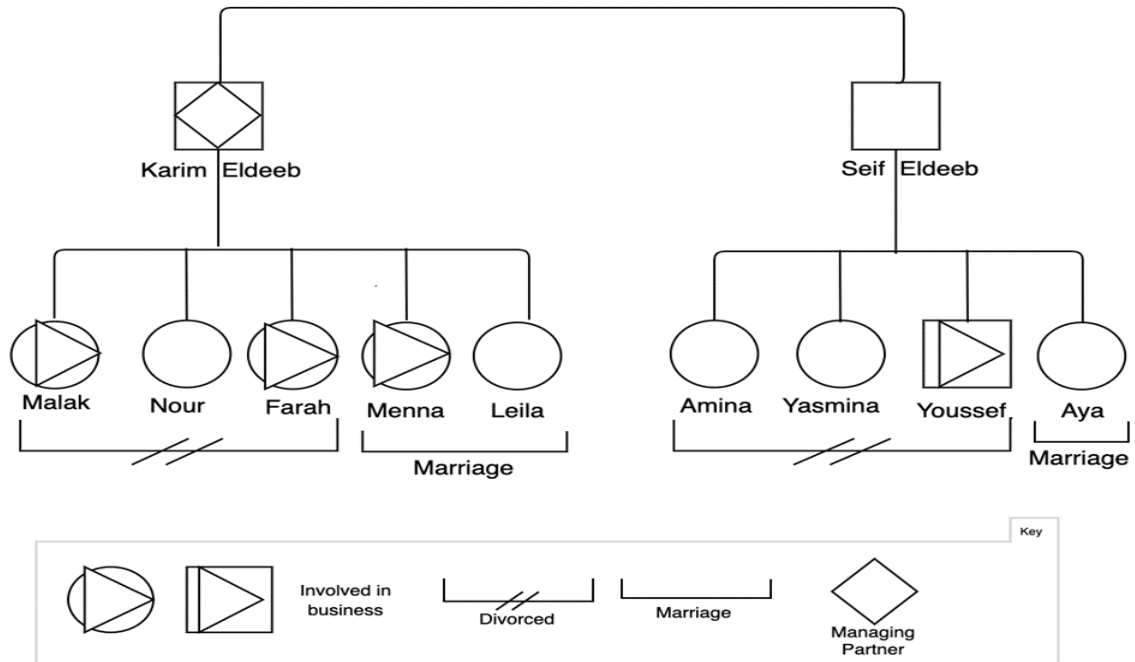 Karim Eldeeb
Seif Eldeeb
Malak
Nour
Farah
Menna
Leila
Amina
Yasmina
Youssef
Aya
Marriage
Marriage
Key
Involved in
business
Divorced
Marriage
Managing
Partner